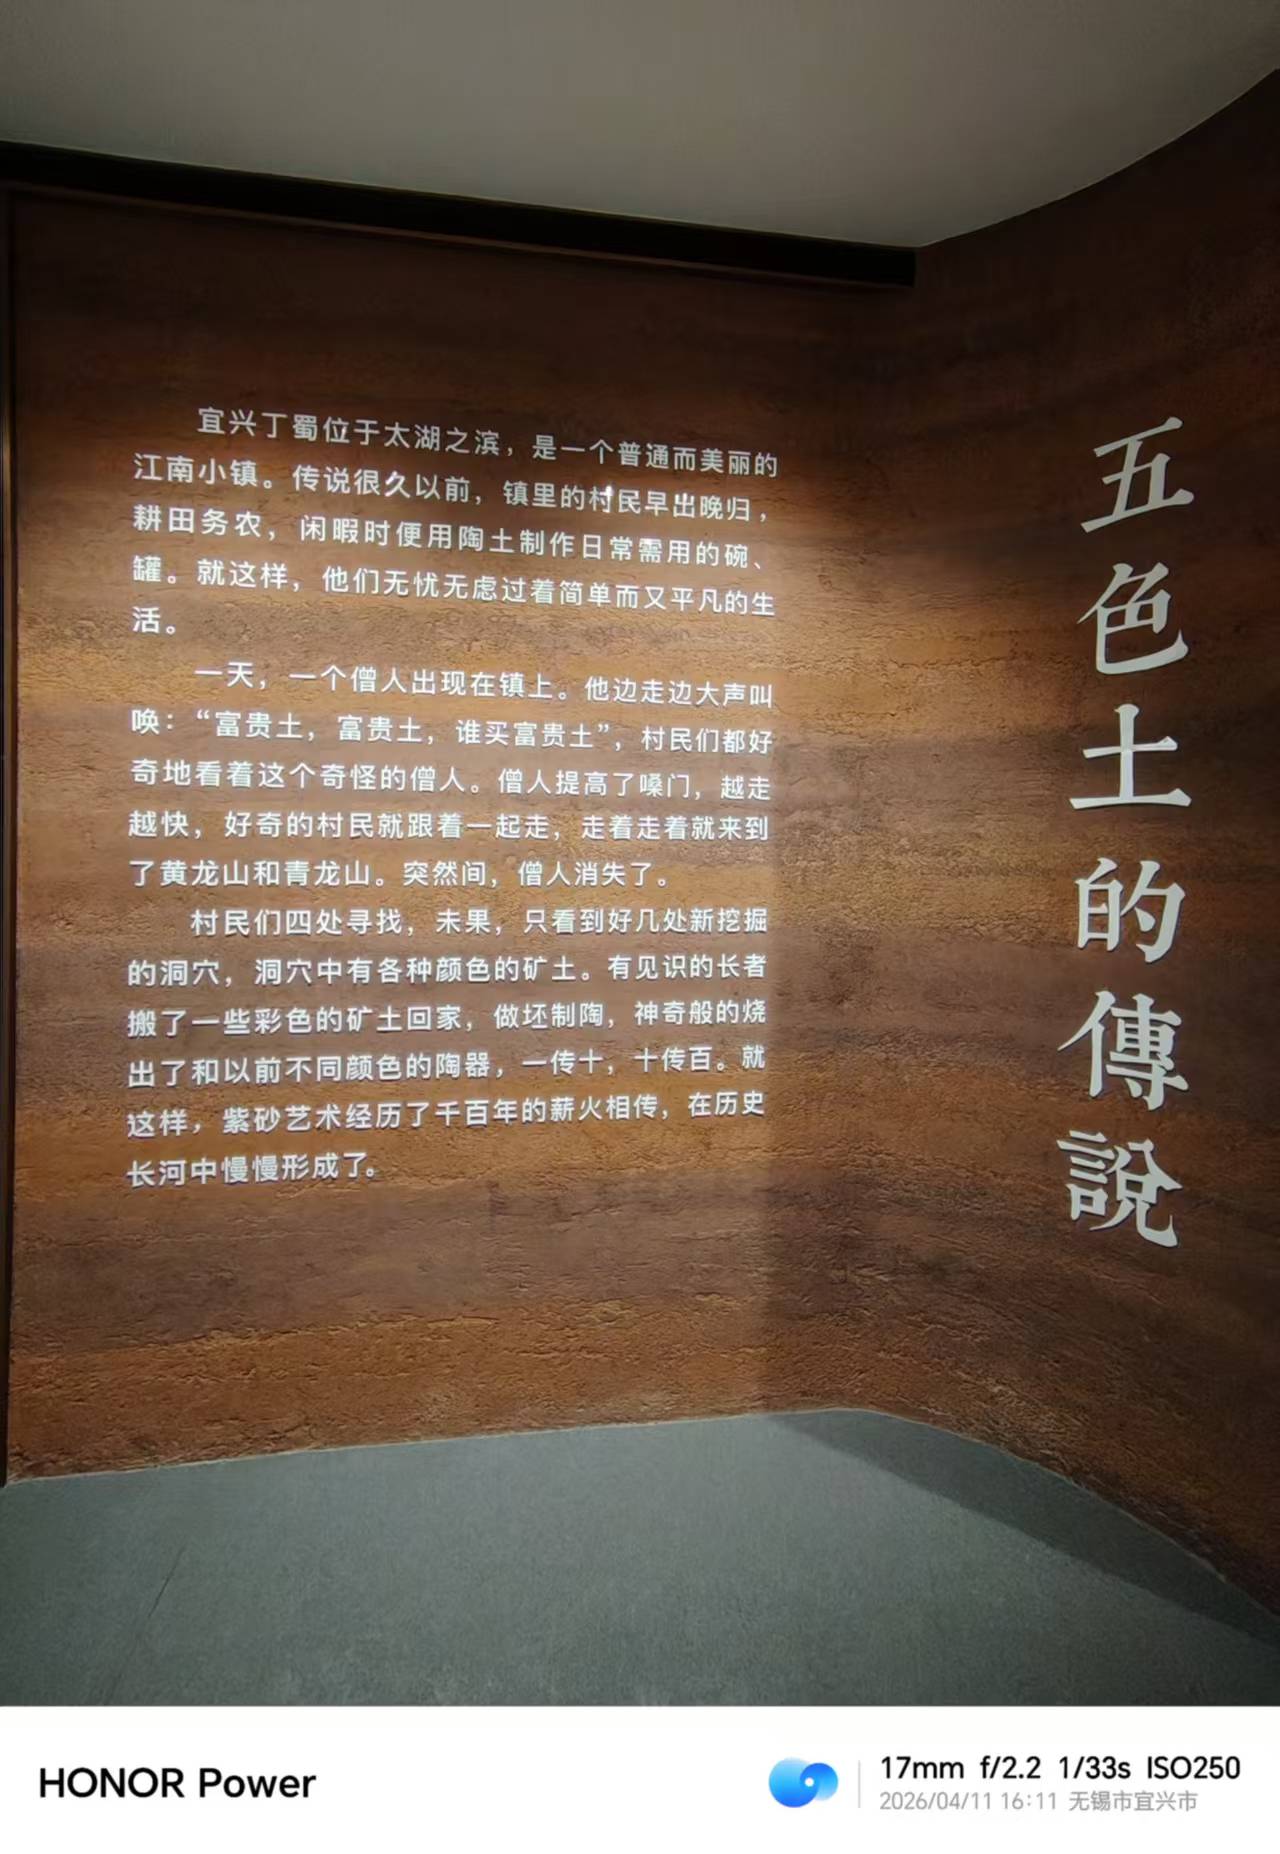 五色土的傳説
宜兴丁蜀位于太湖之滨，是一个普通而美丽的
江南小镇。传说很久以前，镇里的村民早出晚归，
耕田务农，闲暇时便用陶土制作日常需用的碗、
罐。就这样，他们无忧无虑过着简单而又平凡的生
活。
一天，一个僧人出现在镇上。他边走边大声叫
唤：“富贵土，富贵土，谁买富贵土”，村民们都好
奇地看着这个奇怪的僧人。僧人提高了嗓门，越走
越快，好奇的村民就跟着一起走，走着走着就来到
了黄龙山和青龙山。突然间，僧人消失了。
村民们四处寻找，未果，只看到好几处新挖掘
的洞穴，洞穴中有各种颜色的矿土。有见识的长者
搬了一些彩色的矿土回家，做坯制陶，神奇般的烧
出了和以前不同颜色的陶器，一传十，十传百。就
这样，紫砂艺术经历了千百年的薪火相传，在历史
长河中慢慢形成了。
HONOR Power
17mm f/2.2 1/33s ISO250
2026/04/11 16:11 无锡市宜兴市